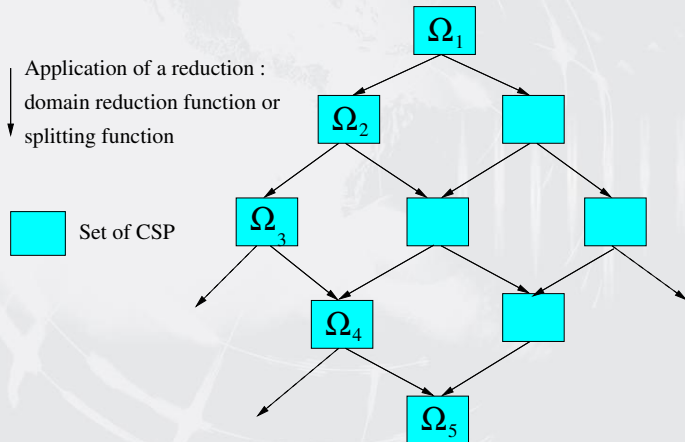 Ω1
Application of a reduction :
domain reduction function or
splitting function
Ω2
Ω3
Set of CSP
Ω4
Ω5